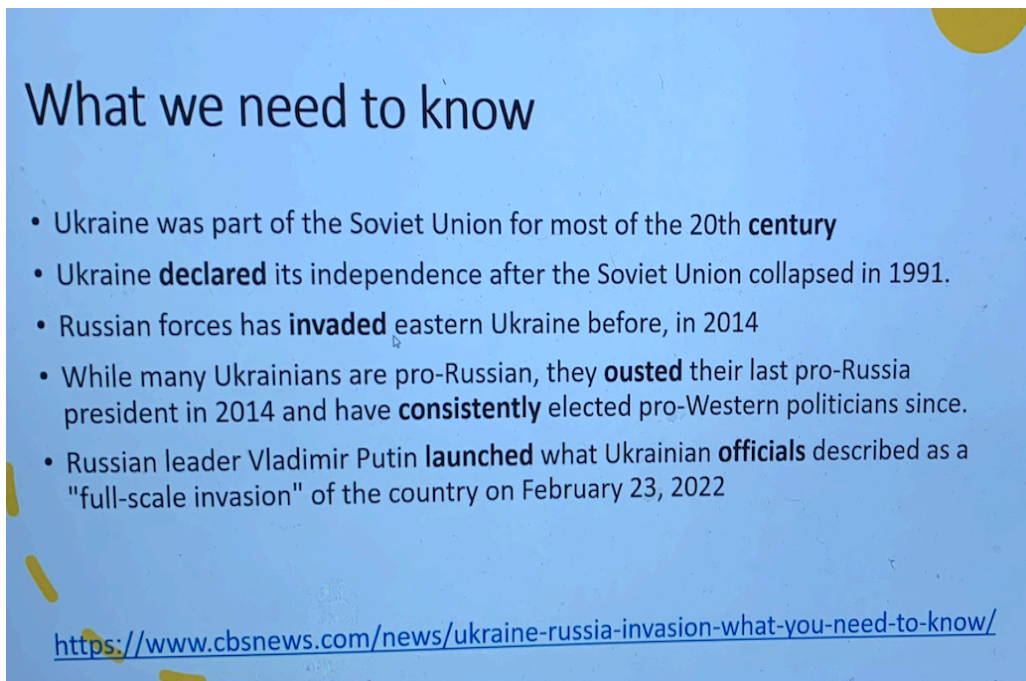 What we need to know
• Ukraine was part of the Soviet Union for most of the 20th century
• Ukraine declared its independence after the Soviet Union collapsed in 1991.
• Russian forces has invaded eastern Ukraine before, in 2014
• While many Ukrainians are pro-Russian, they ousted their last pro-Russia
president in 2014 and have consistently elected pro-Western politicians since.
• Russian leader Vladimir Putin launched what Ukrainian officials described as a
"full-scale invasion" of the country on February 23, 2022
https://www.cbsnews.com/news/ukraine-russia-invasion-what-you-need-to-know/